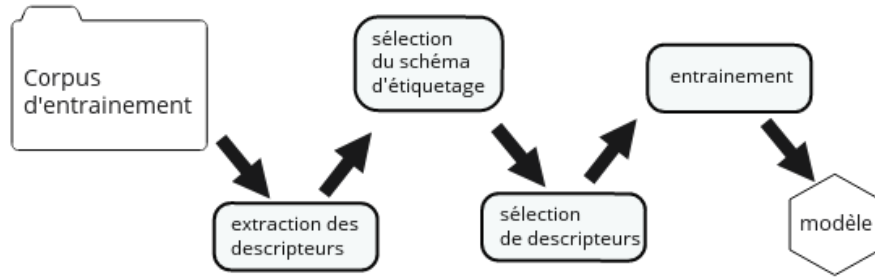 Corpus
d'entrainement
extraction des
descripteurs
sélection
du schéma
d'étiquetage
sélection
de descripteurs
entrainement
modèle